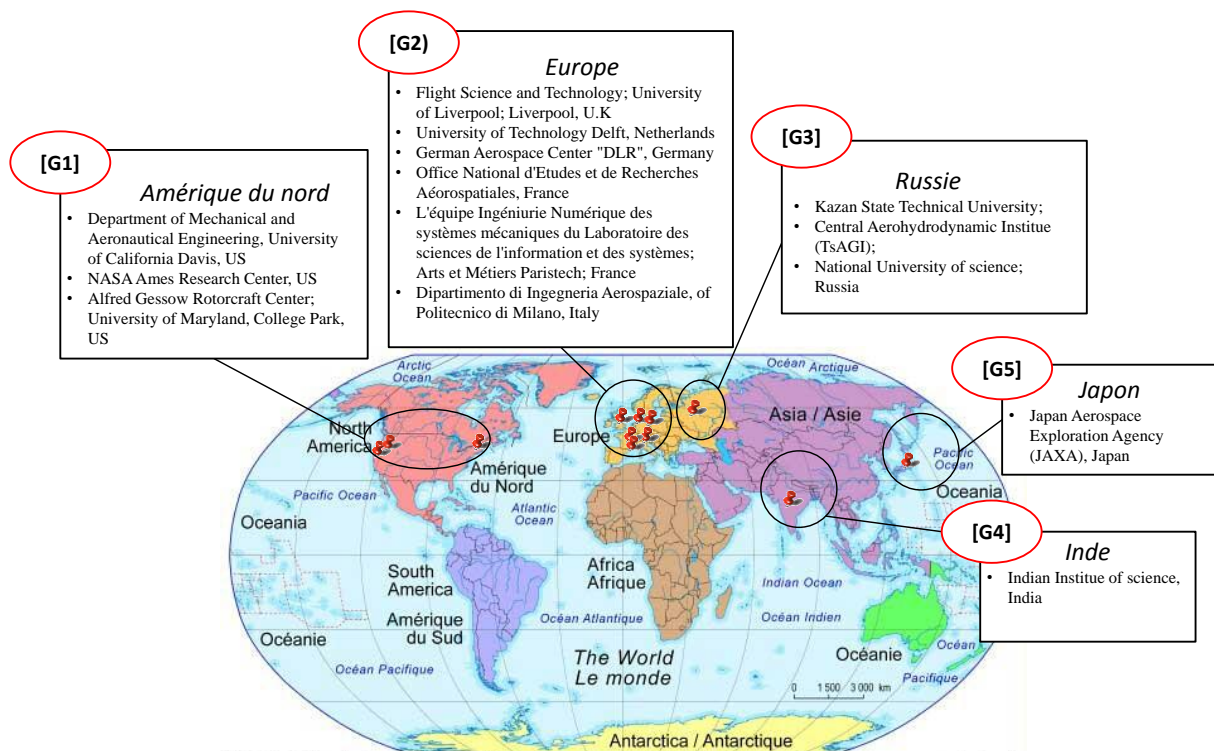 [G1]
Amérique du nord
• Department of Mechanical and
Aeronautical Engineering, University
of California Davis, US
• NASA Ames Research Center, US
• Alfred Gessow Rotorcraft Center;
University of Maryland, College Park,
US
[G2)
Europe
• Flight Science and Technology; University
of Liverpool; Liverpool, U.K
• University of Technology Delft, Netherlands
• German Aerospace Center "DLR", Germany
• Office National d'Etudes et de Recherches
Aéorospatiales, France
• L'équipe Ingéniurie Numérique des
systèmes mécaniques du Laboratoire des
sciences de l'information et des systèmes;
Arts et Métiers Paristech; France
• Dipartimento di Ingegneria Aerospaziale, of
Politecnico di Milano, Italy
[G3]
Russie
• Kazan State Technical University;
• Central Aerohydrodynamic Institue
(TsAGI);
• National University of science;
Russia
[G5]
Japon
• Japan Aerospace
Exploration Agency
(JAXA), Japan
[G4]
Inde
• Indian Institue of science,
India
Arctic
Ocean
Océan
Arctique
North
America
Europe
Asia / Asie
Pacific
Ocean
Amérique
du Nord
Pacific Ocean
Atlantic
Ocean
Oceania
Oceania
Africa
Afrique
Indian Ocean
South
America
Amérique
du Sud
Océan Atlantique
Océan Indien
Océanie
Océan Pacifique
The World
Le monde
Océanie
Océan
Pacifique
0 1 500 3 000 km
Antarctica / Antarctique